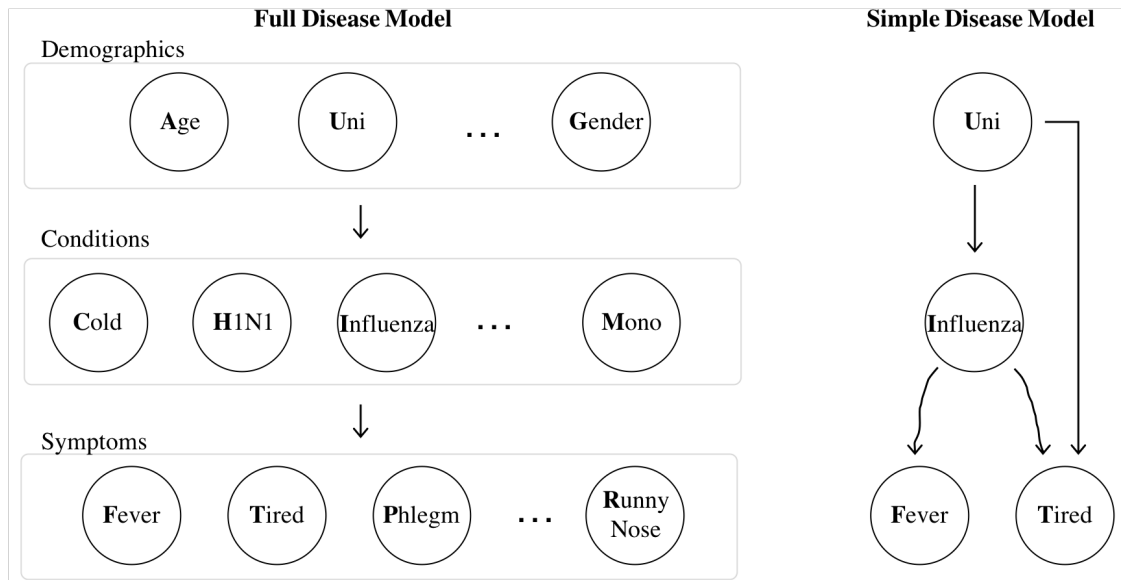 Full Disease Model
Demographics
Age
Uni
...
Gender
Conditions
Cold
H1N1
Influenza
...
Mono
Symptoms
Fever
Tired
Phlegm
...
Runny
Nose
Simple Disease Model
Uni
Influenza
Fever
Tired